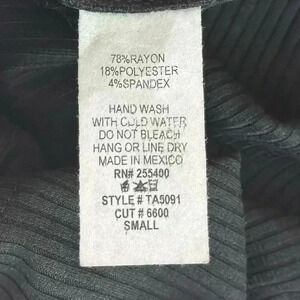 78%RAYON
18%POLYESTER
4%SPANDEX
HAND WASH
WITH COLD WATER
DO NOT BLEACH
HANG OR LINE DRY
MADE IN MEXICO
RN# 255400
STYLE # TA5091
CUT # 6600
SMALL